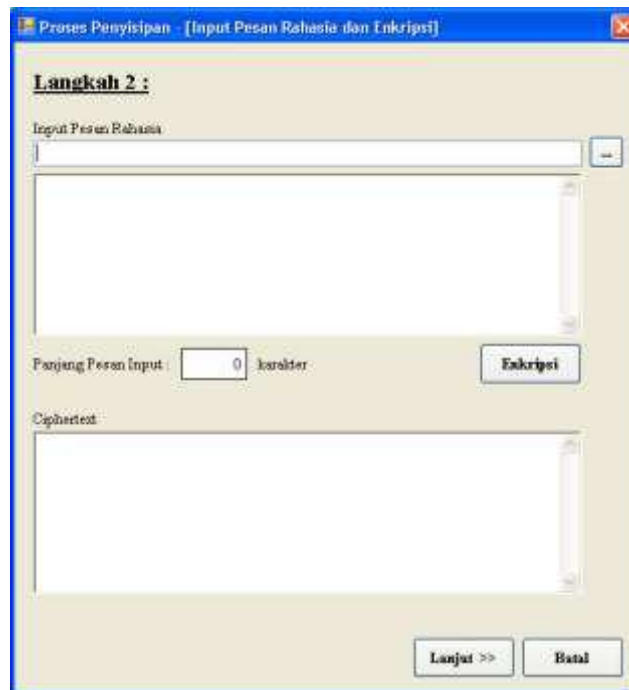 Proses Penyisipan - [Input Pesan Rahasia dan Enkripsi]
Langkah 2 :
Input Pesan Rahasia
...
Panjang Pesan Input : 0 karakter
Enkripsi
Ciphertext
Lanjut >>
Batal